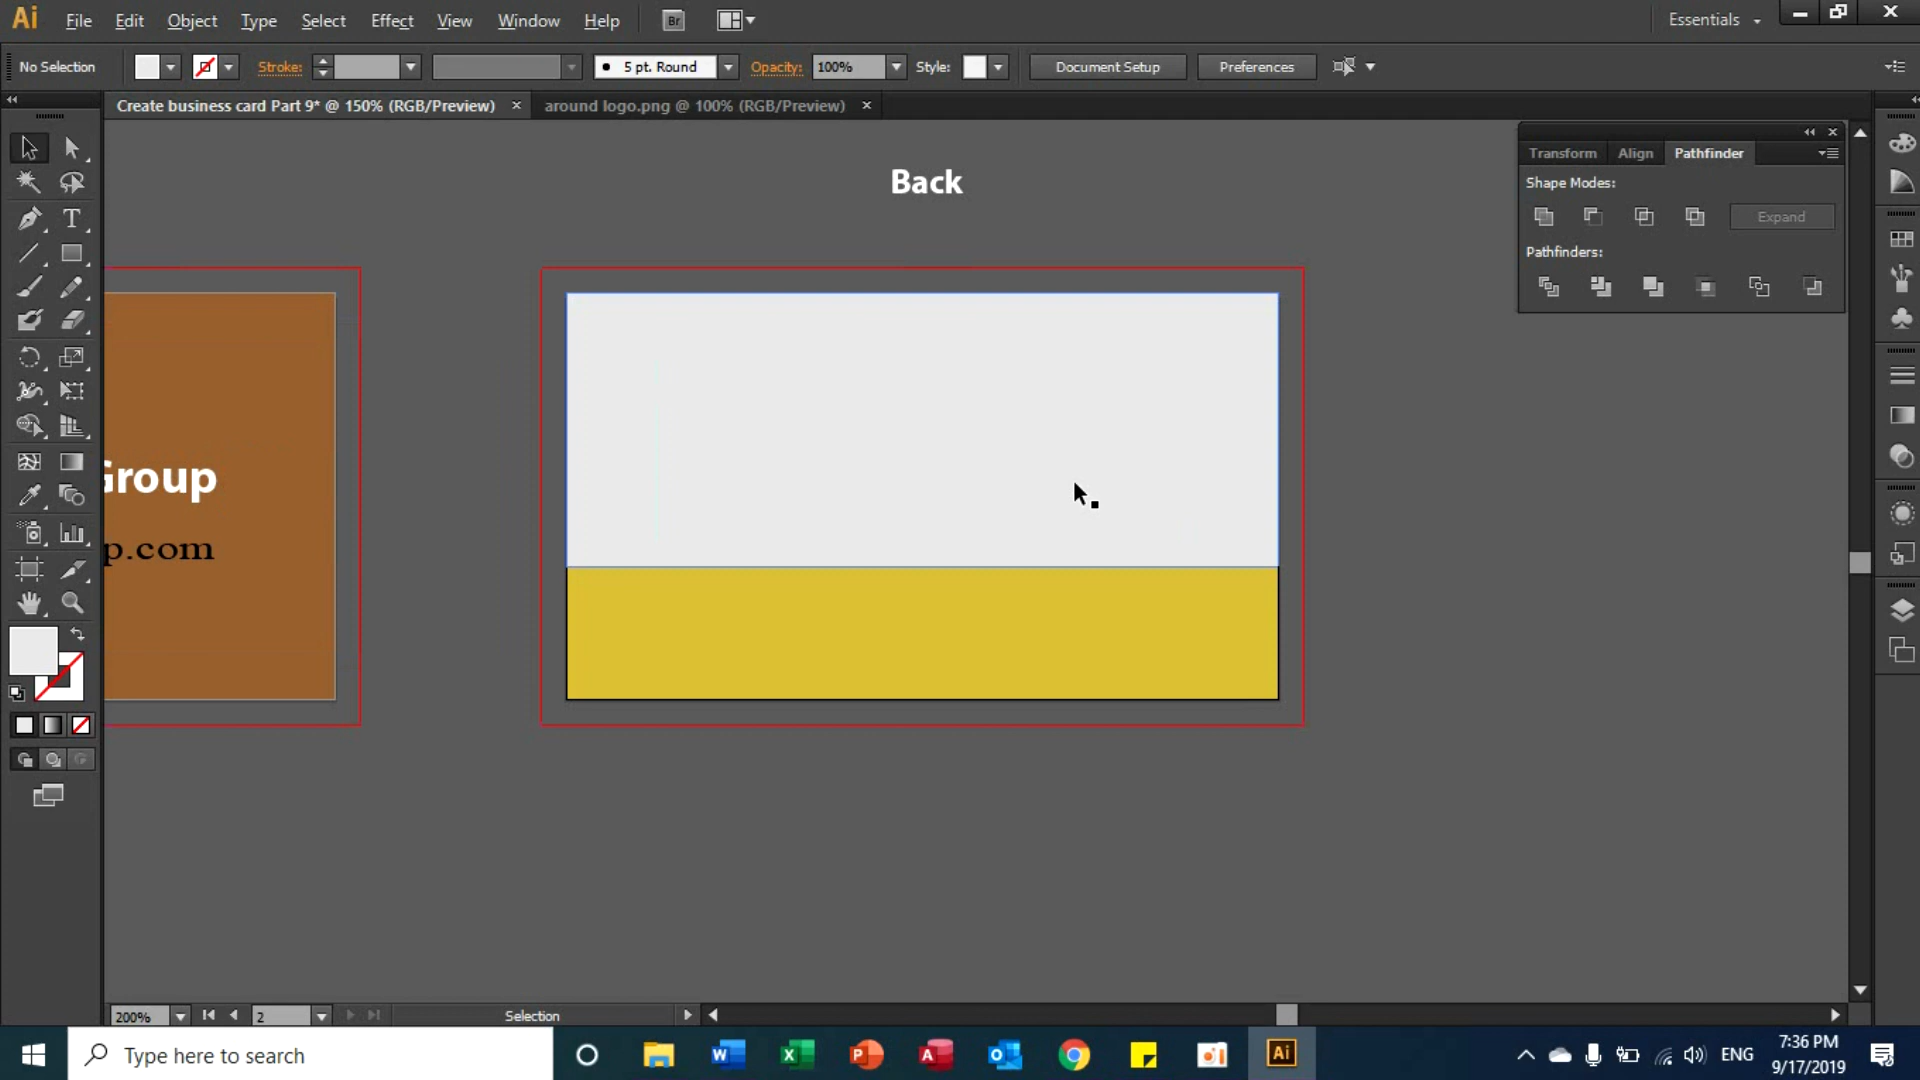 Ai File Edit Object Type Select Effect View Window Help Br Essentials
No Selection Stroke: 5 pt. Round Opacity: 100% Style: Document Setup Preferences
Create business card Part 9* @ 150% (RGB/Preview) around logo.png @ 100% (RGB/Preview)
Transform Align Pathfinder
Shape Modes:
Expand
Pathfinders:
Back
Group
p.com
200% 2 Selection
Type here to search
ENG
7:36 PM
9/17/2019